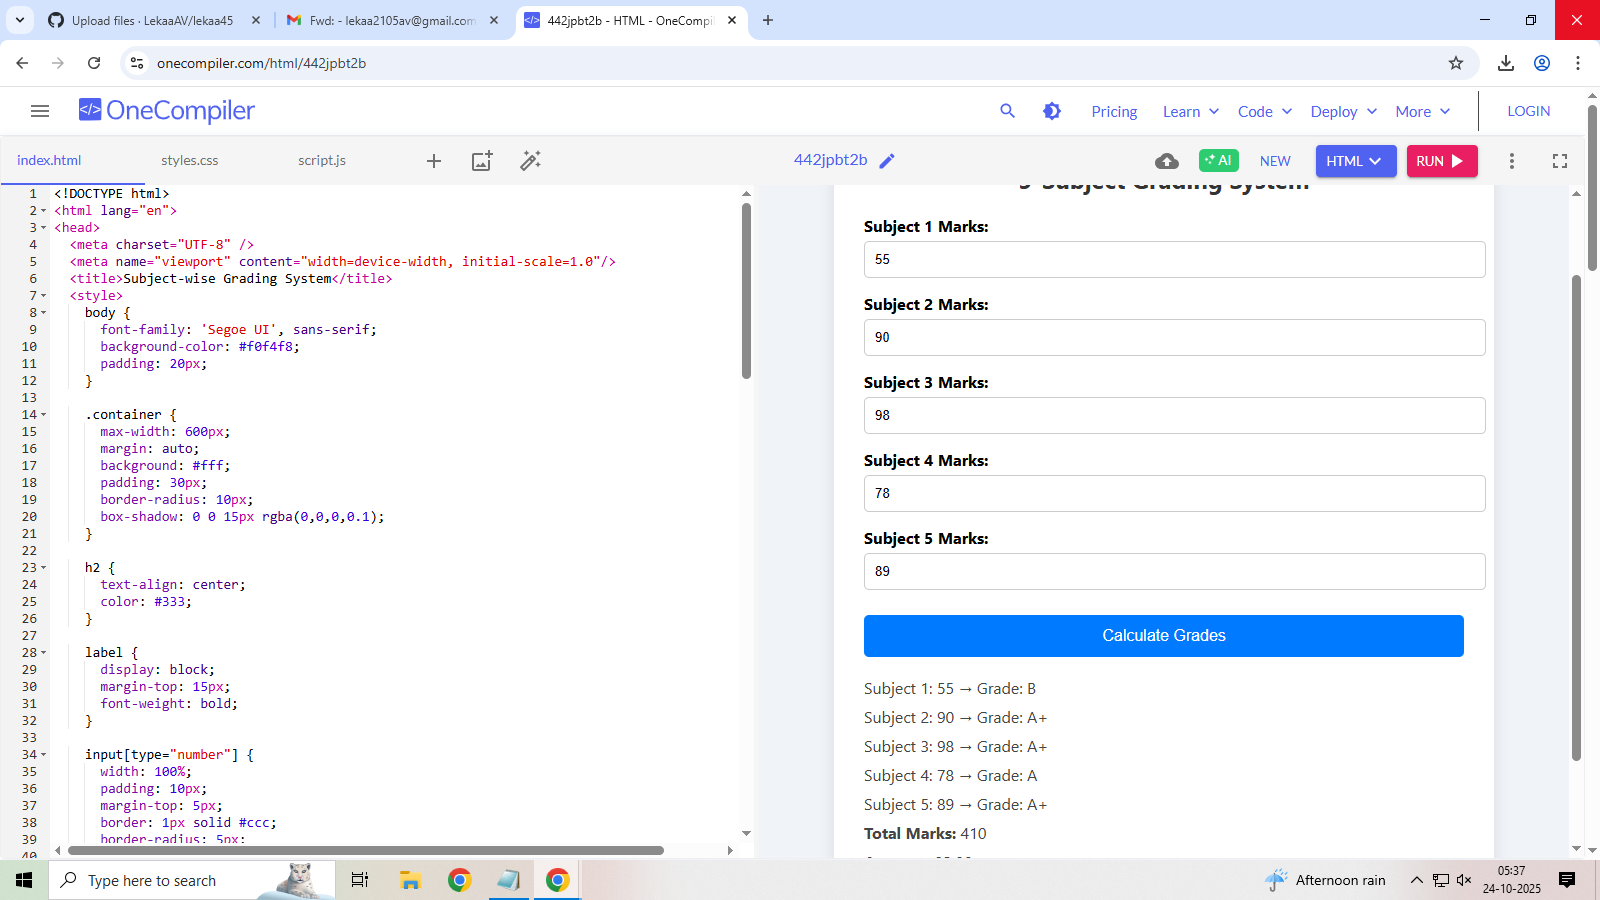 Upload files · LekaaAV/lekaa45
Fwd: - lekaa2105av@gmail.com
442jpbt2b - HTML - OneCompil
onecompiler.com/html/442jpbt2b
OneCompiler
Pricing
Learn
Code
Deploy
More
LOGIN
index.html
styles.css
script.js
442jpbt2b
AI
NEW
HTML
RUN
1 <!DOCTYPE html>
2 <html lang="en">
3 <head>
4 <meta charset="UTF-8" />
5 <meta name="viewport" content="width=device-width, initial-scale=1.0"/>
6 <title>Subject-wise Grading System</title>
7 <style>
8 body {
9 font-family: 'Segoe UI', sans-serif;
10 background-color: #f0f4f8;
11 padding: 20px;
12 }
13
14 .container {
15 max-width: 600px;
16 margin: auto;
17 background: #fff;
18 padding: 30px;
19 border-radius: 10px;
20 box-shadow: 0 0 15px rgba(0,0,0,0.1);
21 }
22
23 h2 {
24 text-align: center;
25 color: #333;
26 }
27
28 label {
29 display: block;
30 margin-top: 15px;
31 font-weight: bold;
32 }
33
34 input[type="number"] {
35 width: 100%;
36 padding: 10px;
37 margin-top: 5px;
38 border: 1px solid #ccc;
39 border-radius: 5px;
40
Subject Grading System
Subject 1 Marks:
55
Subject 2 Marks:
90
Subject 3 Marks:
98
Subject 4 Marks:
78
Subject 5 Marks:
89
Calculate Grades
Subject 1: 55 → Grade: B
Subject 2: 90 → Grade: A+
Subject 3: 98 → Grade: A+
Subject 4: 78 → Grade: A
Subject 5: 89 → Grade: A+
Total Marks: 410
Type here to search
Afternoon rain
05:37
24-10-2025